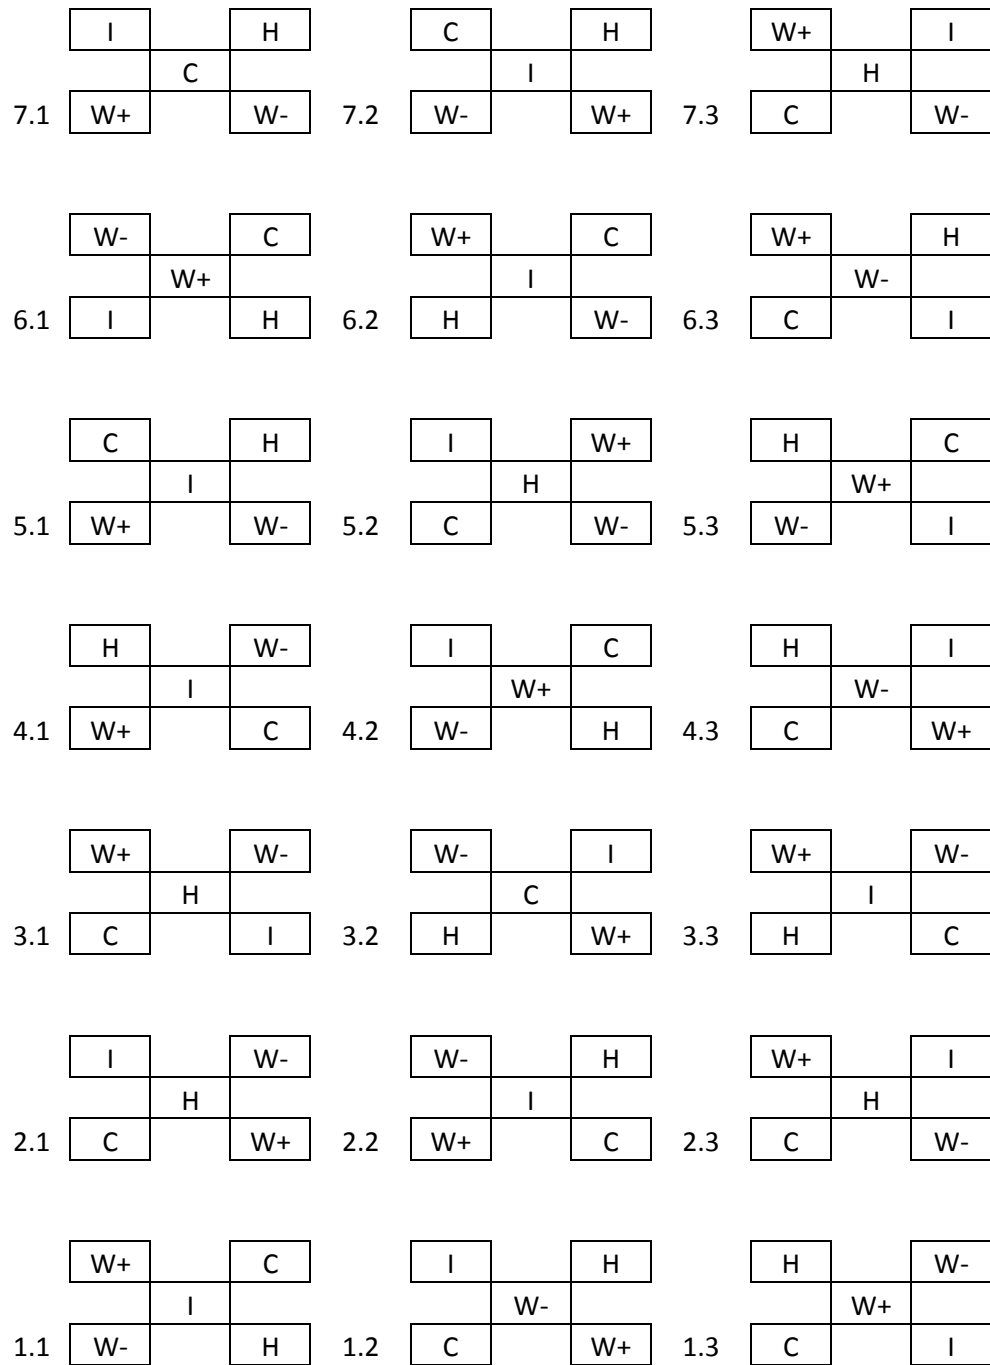 I H C H W+ I
C I H
7.1 W+ W- 7.2 W- W+ 7.3 C W-
W- C W+ C W+ H
W+ I W-
6.1 I H 6.2 H W- 6.3 C I
C H I W+ H C
I H W+
5.1 W+ W- 5.2 C W- 5.3 W- I
H W- I C H I
I W+ W-
4.1 W+ C 4.2 W- H 4.3 C W+
W+ W- W- I W+ W-
H C I
3.1 C I 3.2 H W+ 3.3 H C
I W- W- H W+ I
H I H
2.1 C W+ 2.2 W+ C 2.3 C W-
W+ C I H H W-
I W- W+
1.1 W- H 1.2 C W+ 1.3 C I